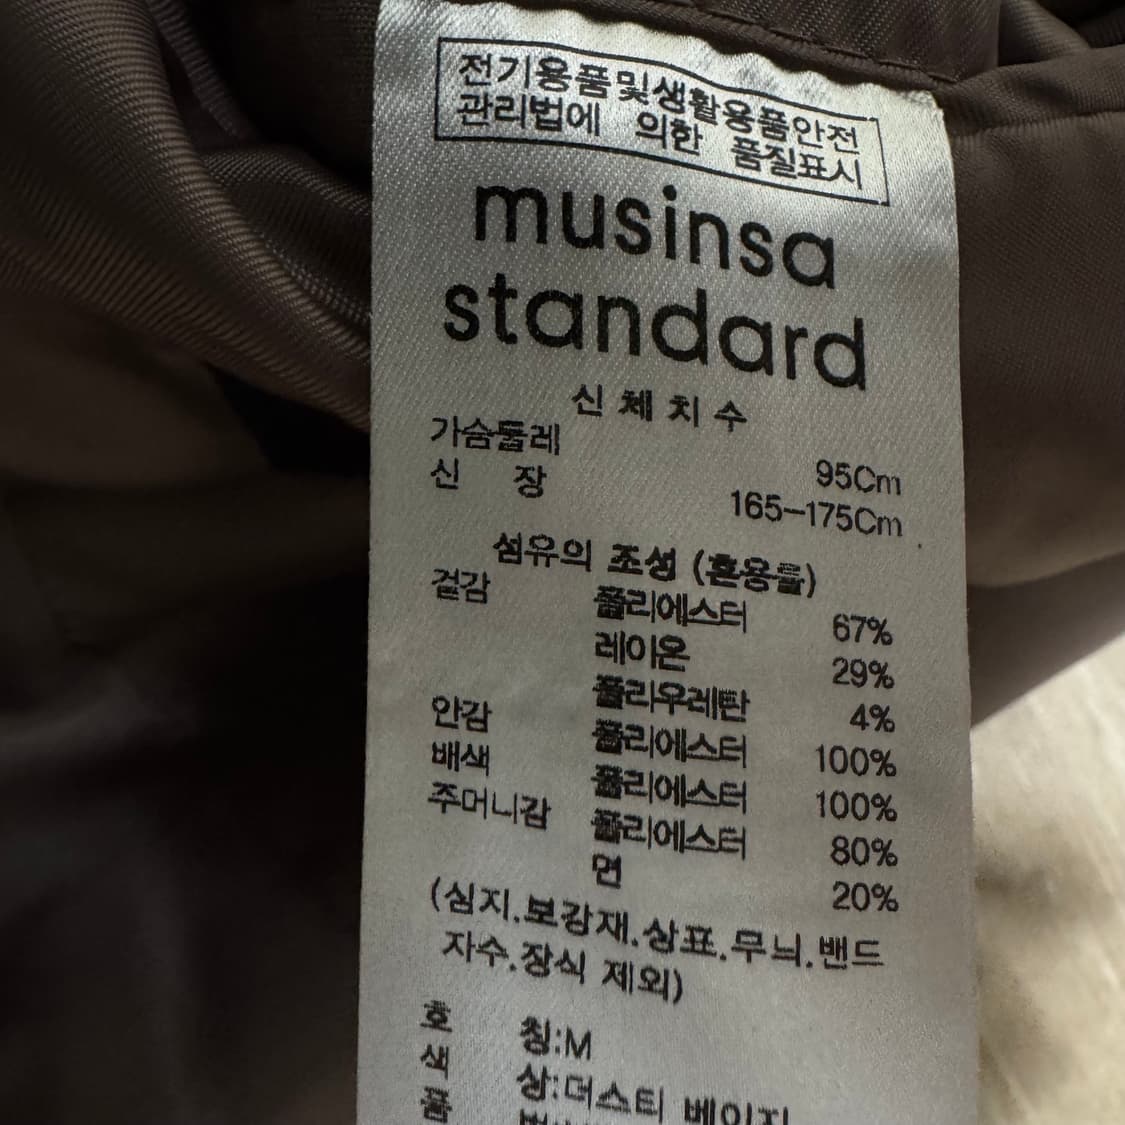 전기용품및생활용품안전
관리법에 의한 품질표시
musinsa
standard
신체치수
가슴둘레 95Cm
신 장 165-175Cm
섬유의 조성 (혼용률)
겉감 폴리에스터 67%
레이온 29%
폴리우레탄 4%
안감 폴리에스터 100%
배색 폴리에스터 100%
주머니감 폴리에스터 80%
면 20%
(심지.보강재.상표.무늬.밴드
자수.장식 제외)
호 칭:M
색 상:더스티 베이지
품